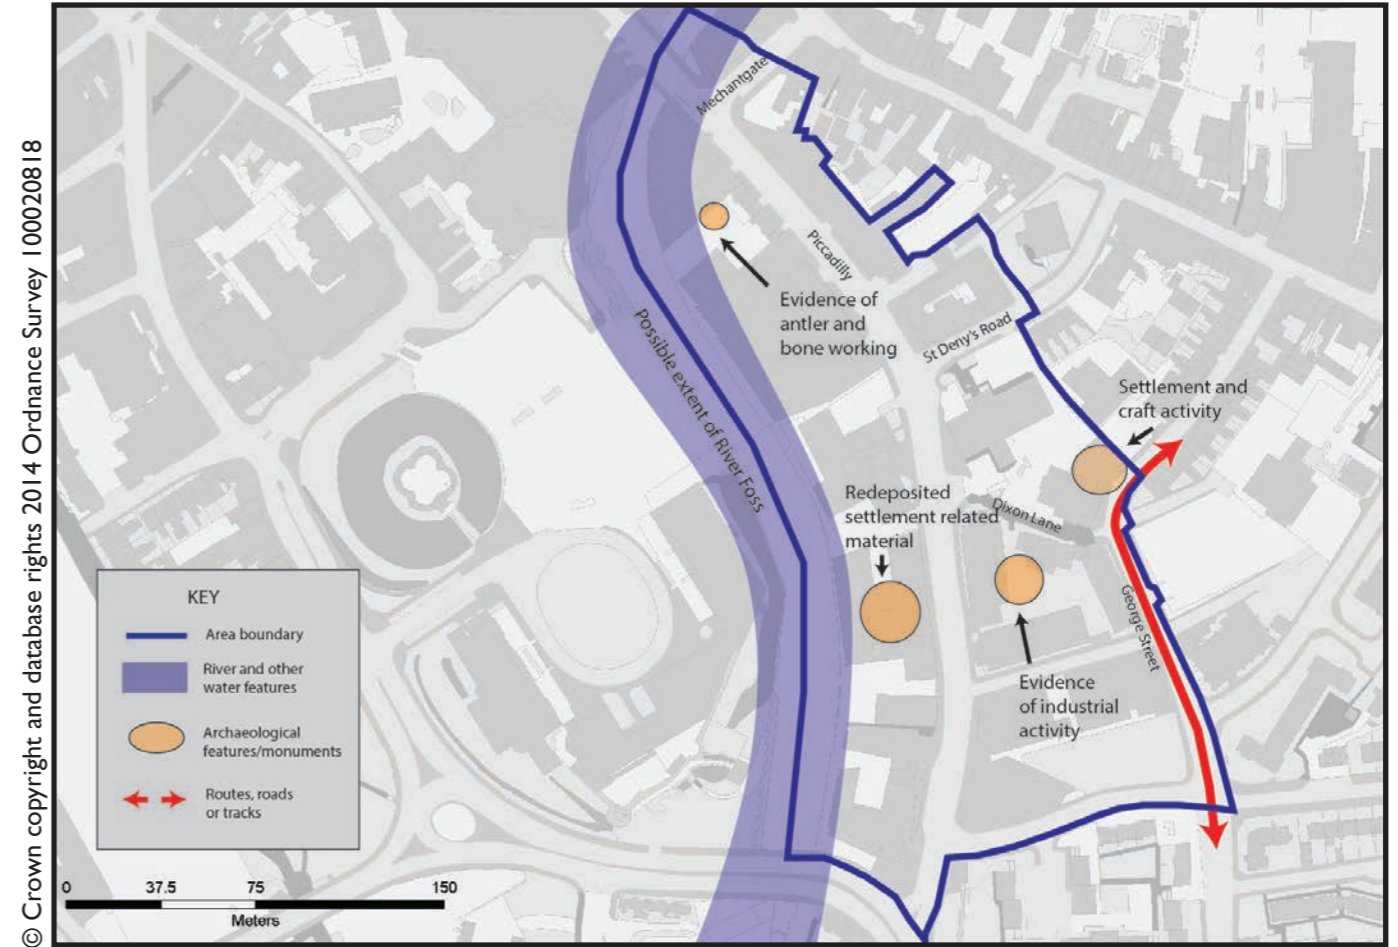 © Crown copyright and database rights 2014 Ordnance Survey 100020818
Mechantgate
Piccadilly
Evidence of
antler and
bone working
St Deny's Road
Possible extent of River Foss
Settlement and
craft activity
Redeposited
settlement related
material
Dixon Lane
George Street
Evidence
of industrial
activity
KEY
Area boundary
River and other
water features
Archaeological
features/monuments
Routes, roads
or tracks
0 37.5 75 150
Meters